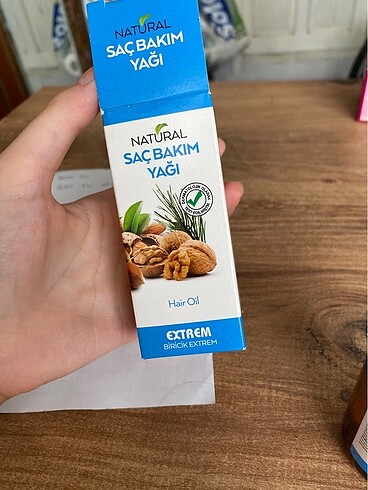 NATURAL
SAÇ BAKIM
YAĞI
NATURAL
SAÇ BAKIM
YAĞI
Hair Oil
EXTREM
BİRİCİK EXTREM